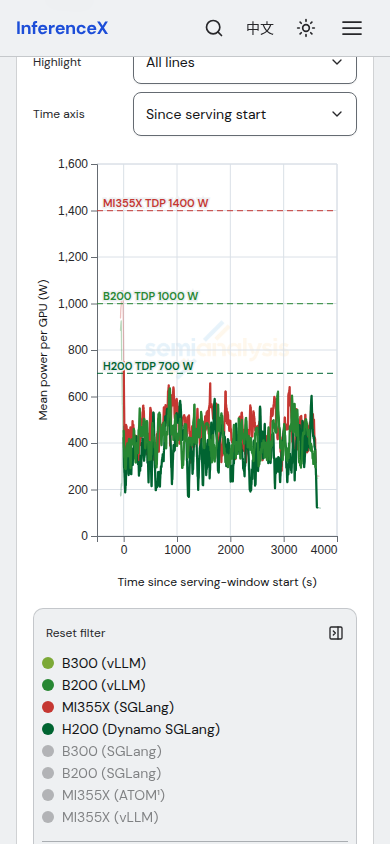 InferenceX
中文
Highlight
All lines
Time axis
Since serving start
1,600
1,400
1,200
1,000
800
600
400
200
0
Mean power per GPU (W)
MI355X TDP 1400 W
B200 TDP 1000 W
semianalysis
H200 TDP 700 W
0
1000
2000
3000
4000
Time since serving-window start (s)
Reset filter
B300 (vLLM)
B200 (vLLM)
MI355X (SGLang)
H200 (Dynamo SGLang)
B300 (SGLang)
B200 (SGLang)
MI355X (ATOM¹)
MI355X (vLLM)